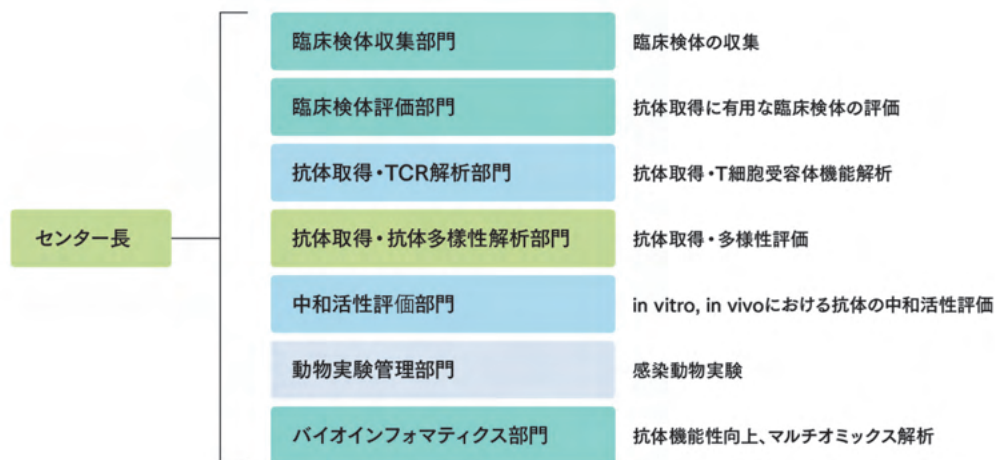 臨床検体収集部門 臨床検体の収集
臨床検体評価部門 抗体取得に有用な臨床検体の評価
抗体取得・TCR解析部門 抗体取得・T細胞受容体機能解析
センター長 抗体取得・抗体多様性解析部門 抗体取得・多様性評価
中和活性評価部門 in vitro, in vivoにおける抗体の中和活性評価
動物実験管理部門 感染動物実験
バイオインフォマティクス部門 抗体機能性向上、マルチオミックス解析